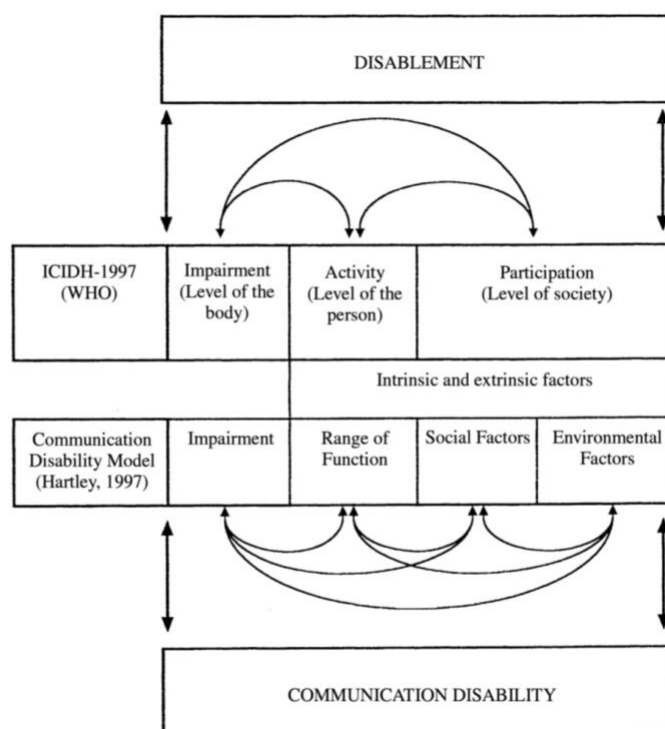 DISABLEMENT
ICIDH-1997
(WHO)
Impairment
(Level of the
body)
Activity
(Level of the
person)
Participation
(Level of society)
Intrinsic and extrinsic factors
Communication
Disability Model
(Hartley, 1997)
Impairment
Range of
Function
Social Factors
Environmental
Factors
COMMUNICATION DISABILITY